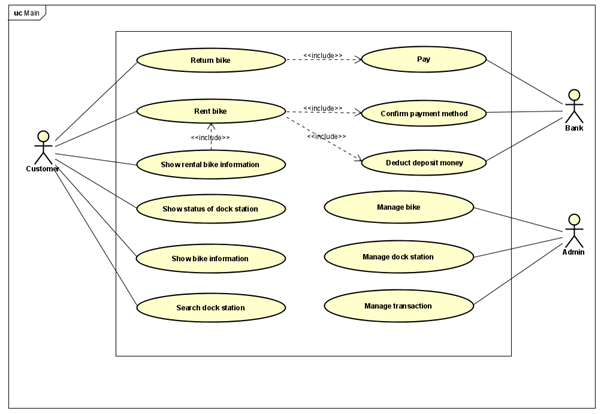 uc Main
Return bike
<<include>>
Pay
Rent bike
<<include>>
Confirm payment method
Bank
<<include>>
<<include>>
Customer
Show rental bike information
Deduct deposit money
Show status of dock station
Manage bike
Admin
Show bike information
Manage dock station
Search dock station
Manage transaction